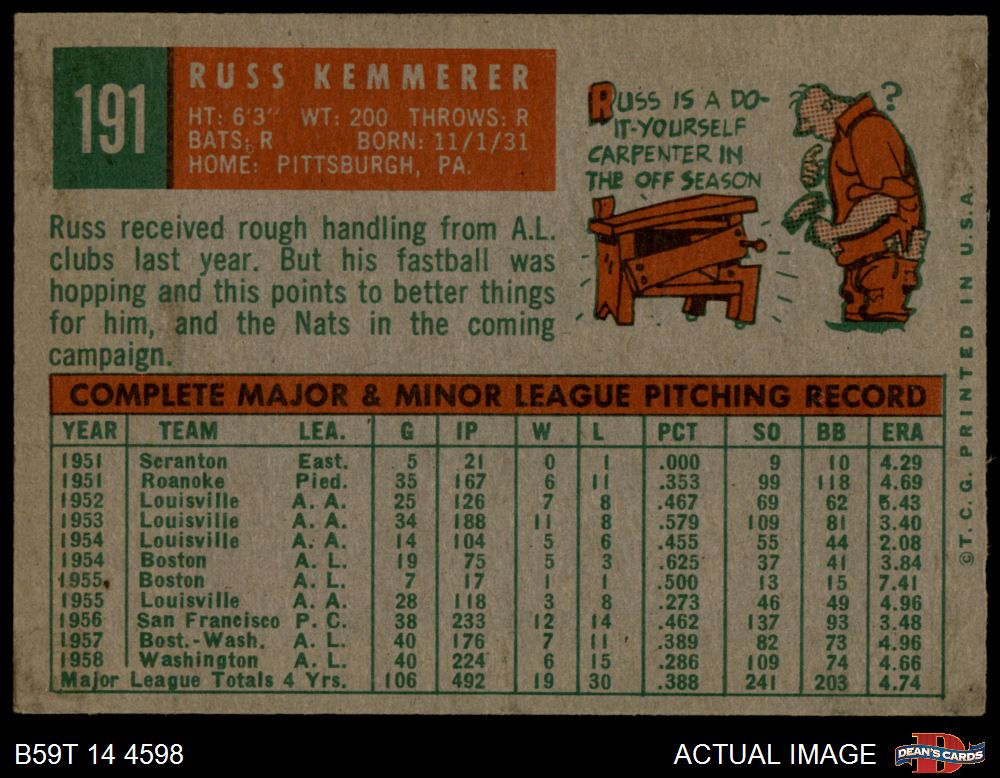 191
RUSS KEMMERER
HT: 6'3" WT: 200 THROWS: R
BATS: R BORN: 11/1/31
HOME: PITTSBURGH, PA.
RUSS IS A DO-
IT-YOURSELF
CARPENTER IN
THE OFF SEASON
?
Russ received rough handling from A.L.
clubs last year. But his fastball was
hopping and this points to better things
for him, and the Nats in the coming
campaign.
COMPLETE MAJOR & MINOR LEAGUE PITCHING RECORD
YEAR TEAM LEA. G IP W L PCT SO BB ERA
1951 Scranton East. 5 21 0 1 .000 9 10 4.29
1951 Roanoke Pied. 35 167 6 11 .353 99 118 4.69
1952 Louisville A. A. 25 126 7 8 .467 69 62 5.43
1953 Louisville A. A. 34 188 11 8 .579 109 81 3.40
1954 Louisville A. A. 14 104 5 6 .455 55 44 2.08
1954 Boston A. L. 19 75 5 3 .625 37 41 3.84
1955 Boston A. L. 7 17 1 1 .500 13 15 7.41
1955 Louisville A. A. 28 118 3 8 .273 46 49 4.96
1956 San Francisco P. C. 38 233 12 14 .462 137 93 3.48
1957 Bost.-Wash. A. L. 40 176 7 11 .389 82 73 4.96
1958 Washington A. L. 40 224 6 15 .286 109 74 4.66
Major League Totals 4 Yrs. 106 492 19 30 .388 241 203 4.74
©T. C. G. PRINTED IN U.S.A.
B59T 14 4598
ACTUAL IMAGE
D
DEAN'S CARDS
WWW.DEANSCARDS.COM